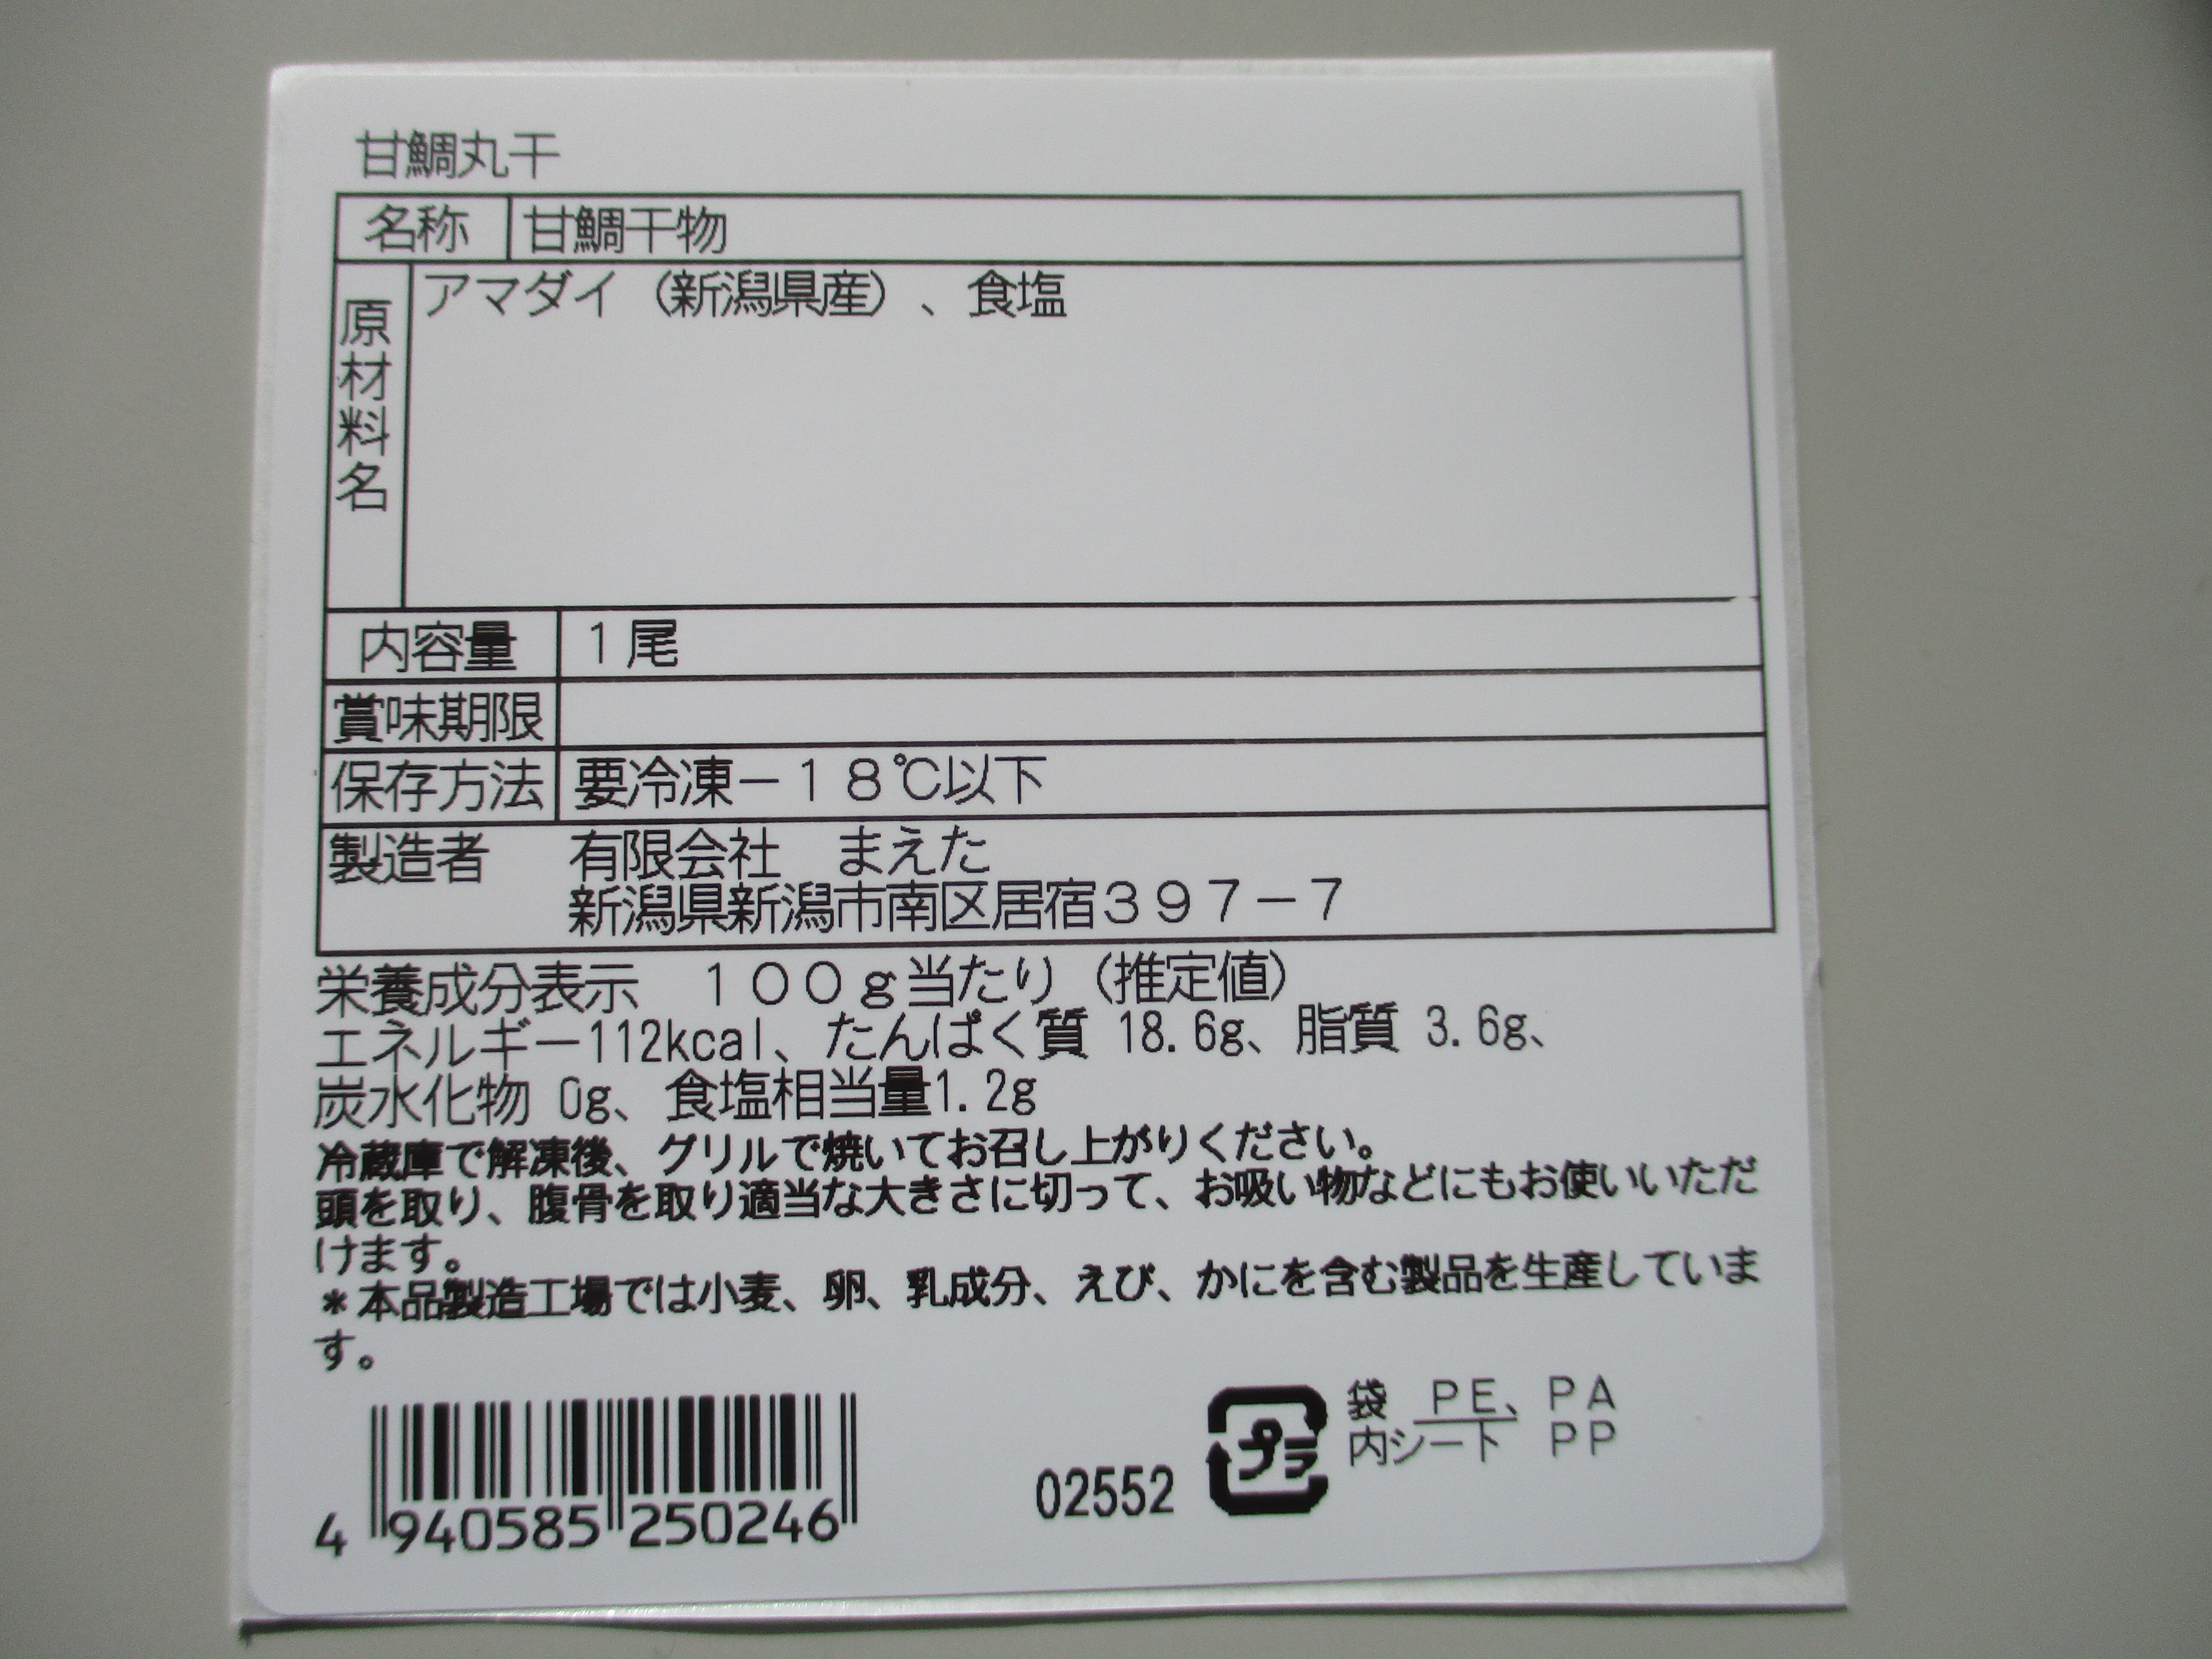 甘鯛丸干
名称 甘鯛干物
原材料名 アマダイ（新潟県産）、食塩
内容量 １尾
賞味期限
保存方法 要冷凍－１８℃以下
製造者 有限会社　まえた
新潟県新潟市南区居宿３９７－７
栄養成分表示　１００ｇ当たり（推定値）
エネルギー112kcal、たんぱく質 18.6g、脂質 3.6g、
炭水化物 0g、食塩相当量1.2g
冷蔵庫で解凍後、グリルで焼いてお召し上がりください。
頭を取り、腹骨を取り適当な大きさに切って、お吸い物などにもお使いいただ
けます。
＊本品製造工場では小麦、卵、乳成分、えび、かにを含む製品を生産していま
す。
袋　ＰＥ、ＰＡ
プラ 内シート　ＰＰ
02552
4 940585 250246